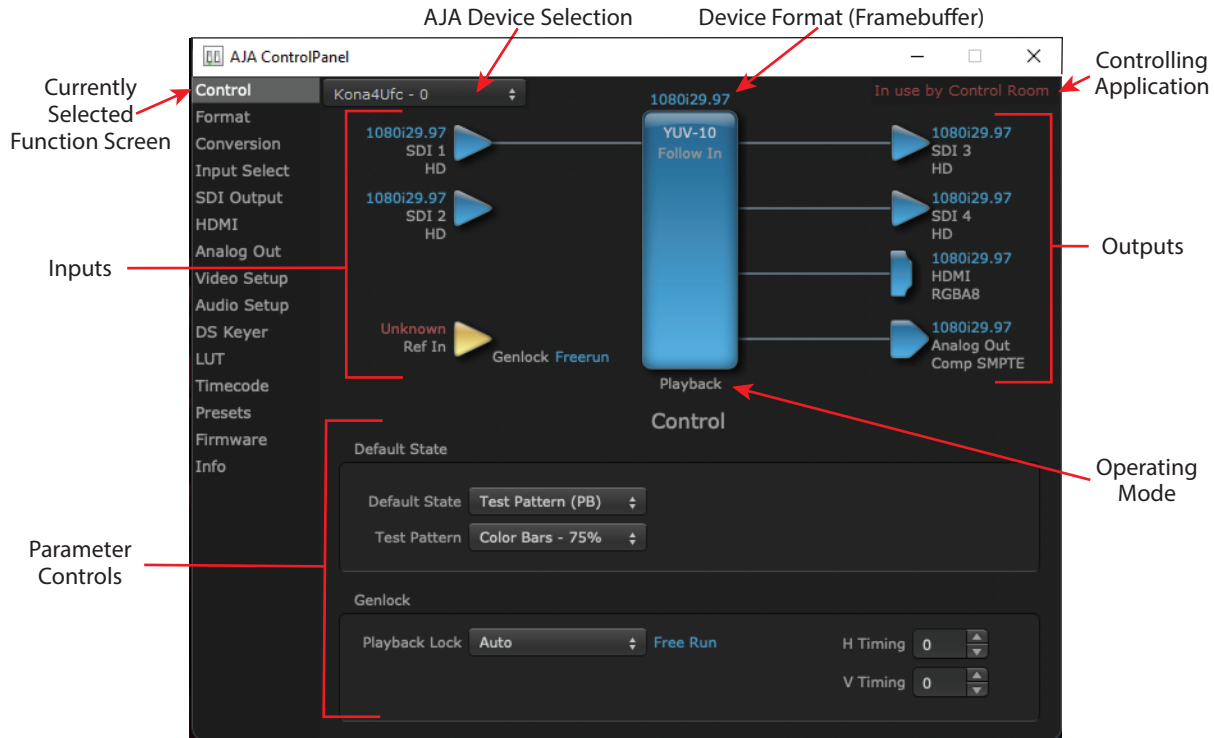 AJA Device Selection
Device Format (Framebuffer)
AJA ControlPanel
Currently
Selected
Function Screen
Controlling
Application
Control
Format
Conversion
Input Select
SDI Output
HDMI
Analog Out
Video Setup
Audio Setup
DS Keyer
LUT
Timecode
Presets
Firmware
Info
Kona4Ufc - 0
1080i29.97
In use by Control Room
Inputs
1080i29.97
SDI 1
HD
1080i29.97
SDI 2
HD
Unknown
Ref In
Genlock Freerun
YUV-10
Follow In
Playback
1080i29.97
SDI 3
HD
1080i29.97
SDI 4
HD
1080i29.97
HDMI
RGBA8
1080i29.97
Analog Out
Comp SMPTE
Outputs
Operating
Mode
Parameter
Controls
Control
Default State
Default State Test Pattern (PB)
Test Pattern Color Bars - 75%
Genlock
Playback Lock Auto Free Run
H Timing 0
V Timing 0